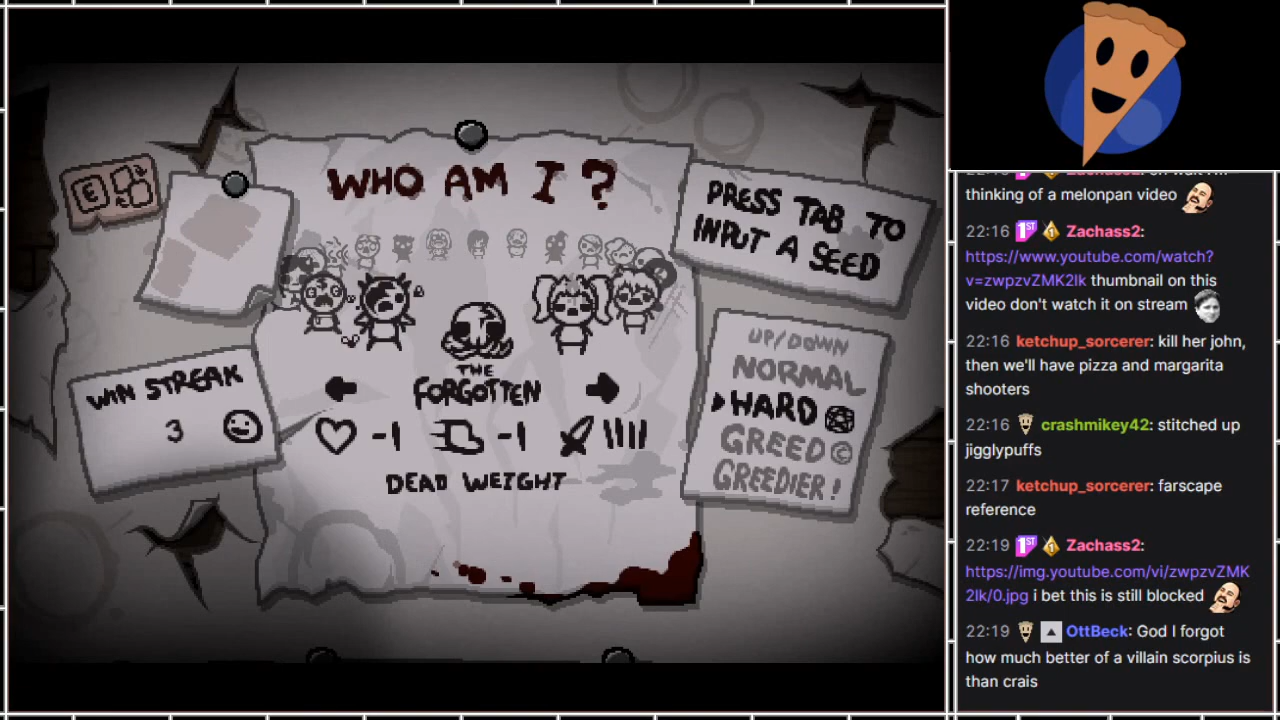 WHO AM I ?
E
PRESS TAB TO
INPUT A SEED
WIN STREAK
3
THE
FORGOTTEN
-1 -1
DEAD WEIGHT
UP/DOWN
NORMAL
HARD
GREED
GREEDIER!
thinking of a melonpan video
22:16 1ST 1 Zachass2:
https://www.youtube.com/watch?
v=zwpzvZMK2lk thumbnail on this
video don't watch it on stream
22:16 ketchup_sorcerer: kill her john,
then we'll have pizza and margarita
shooters
22:16 crashmikey42: stitched up
jigglypuffs
22:17 ketchup_sorcerer: farscape
reference
22:19 1ST 1 Zachass2:
https://img.youtube.com/vi/zwpzvZMK
2lk/0.jpg i bet this is still blocked
22:19 OttBeck: God I forgot
how much better of a villain scorpius is
than crais